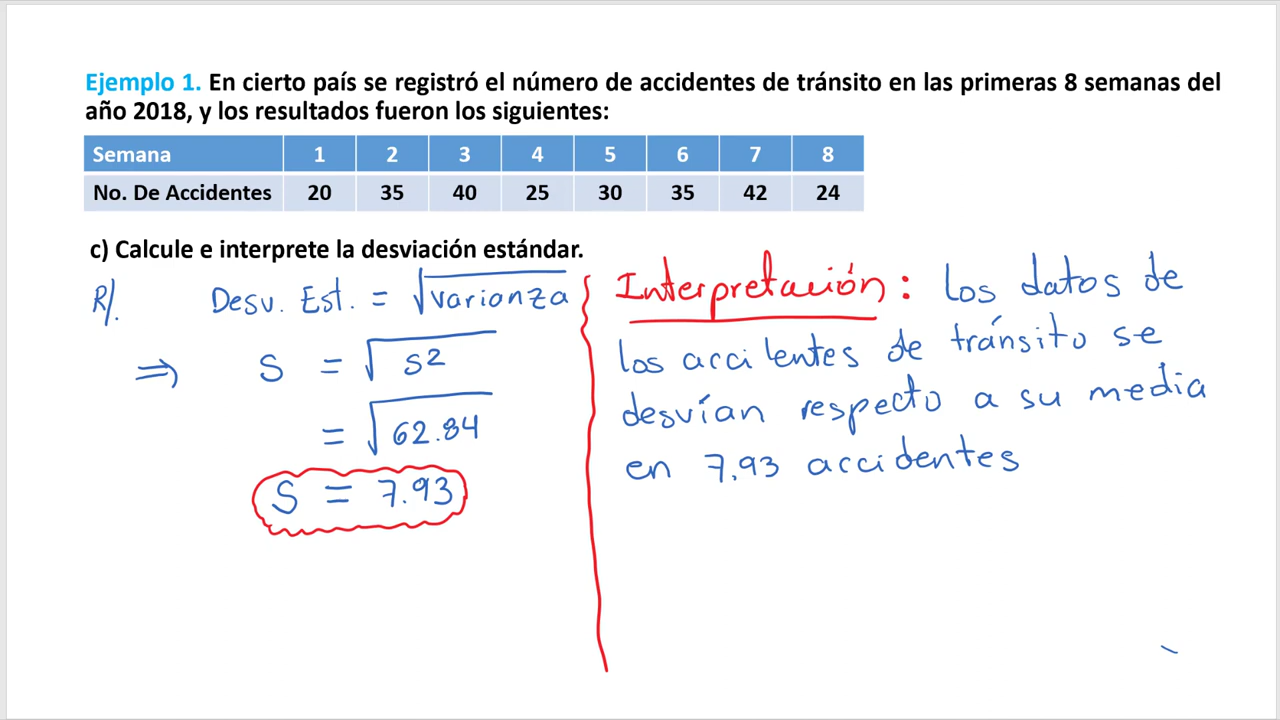 Ejemplo 1. En cierto país se registró el número de accidentes de tránsito en las primeras 8 semanas del
año 2018, y los resultados fueron los siguientes:
Semana 1 2 3 4 5 6 7 8
No. De Accidentes 20 35 40 25 30 35 42 24
c) Calcule e interprete la desviación estándar.
R/. Desv. Est. = √varianza
⇒ S = √S²
= √62.84
S = 7.93
Interpretación: los datos de
los accidentes de tránsito se
desvían respecto a su media
en 7.93 accidentes